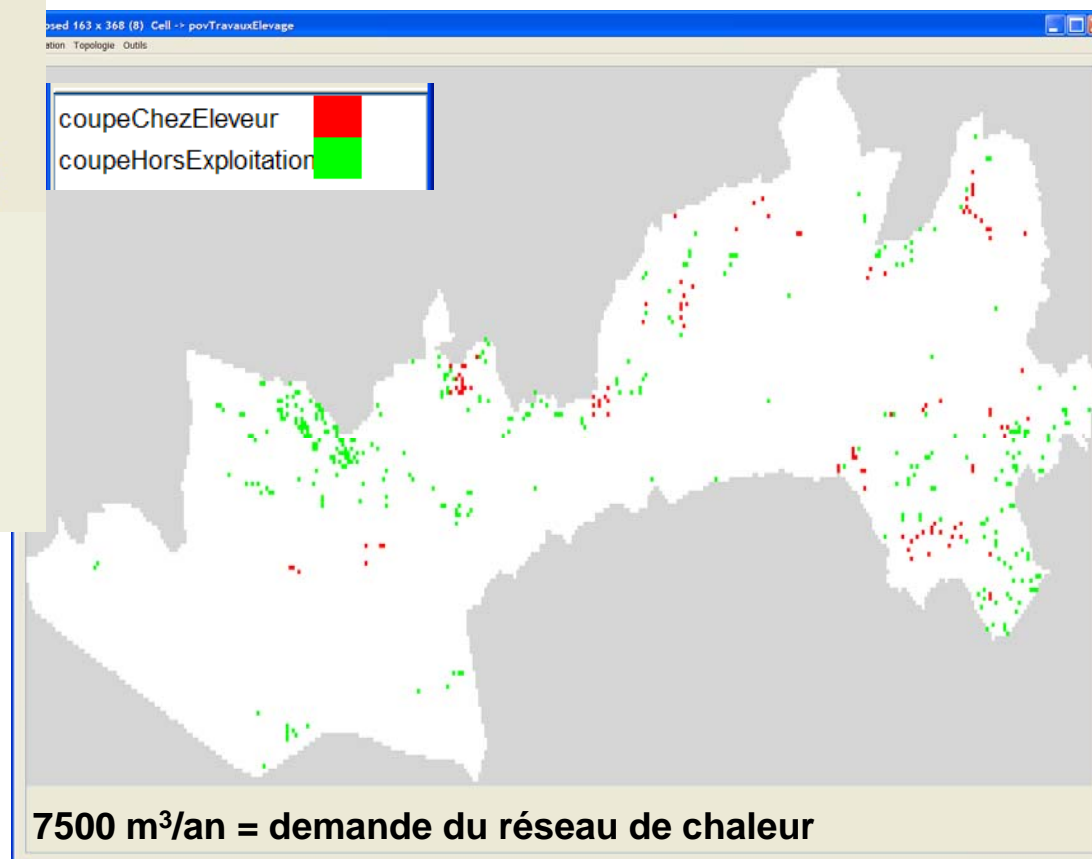 osed 163 x 368 (8) Cell -> povTravauxElevage
ation Topologie Outils
coupeChezEleveur
coupeHorsExploitation
7500 m³/an = demande du réseau de chaleur